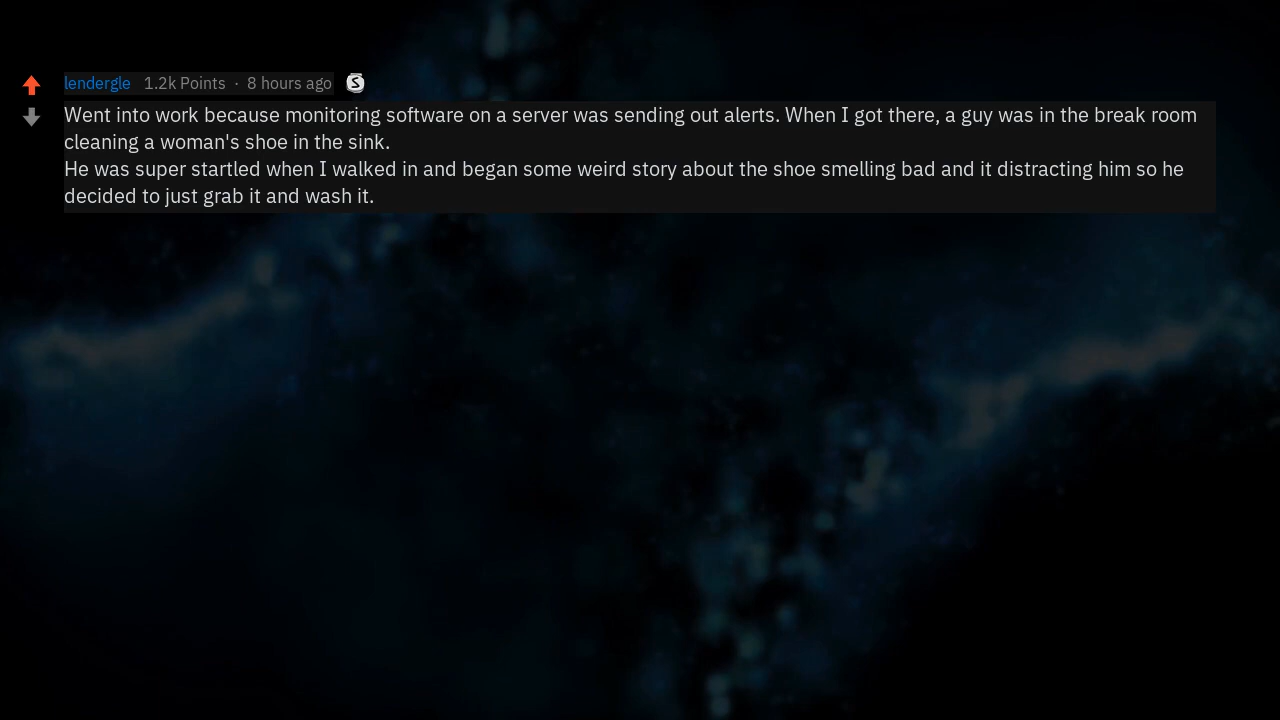 lendergle 1.2k Points · 8 hours ago S
Went into work because monitoring software on a server was sending out alerts. When I got there, a guy was in the break room
cleaning a woman's shoe in the sink.
He was super startled when I walked in and began some weird story about the shoe smelling bad and it distracting him so he
decided to just grab it and wash it.